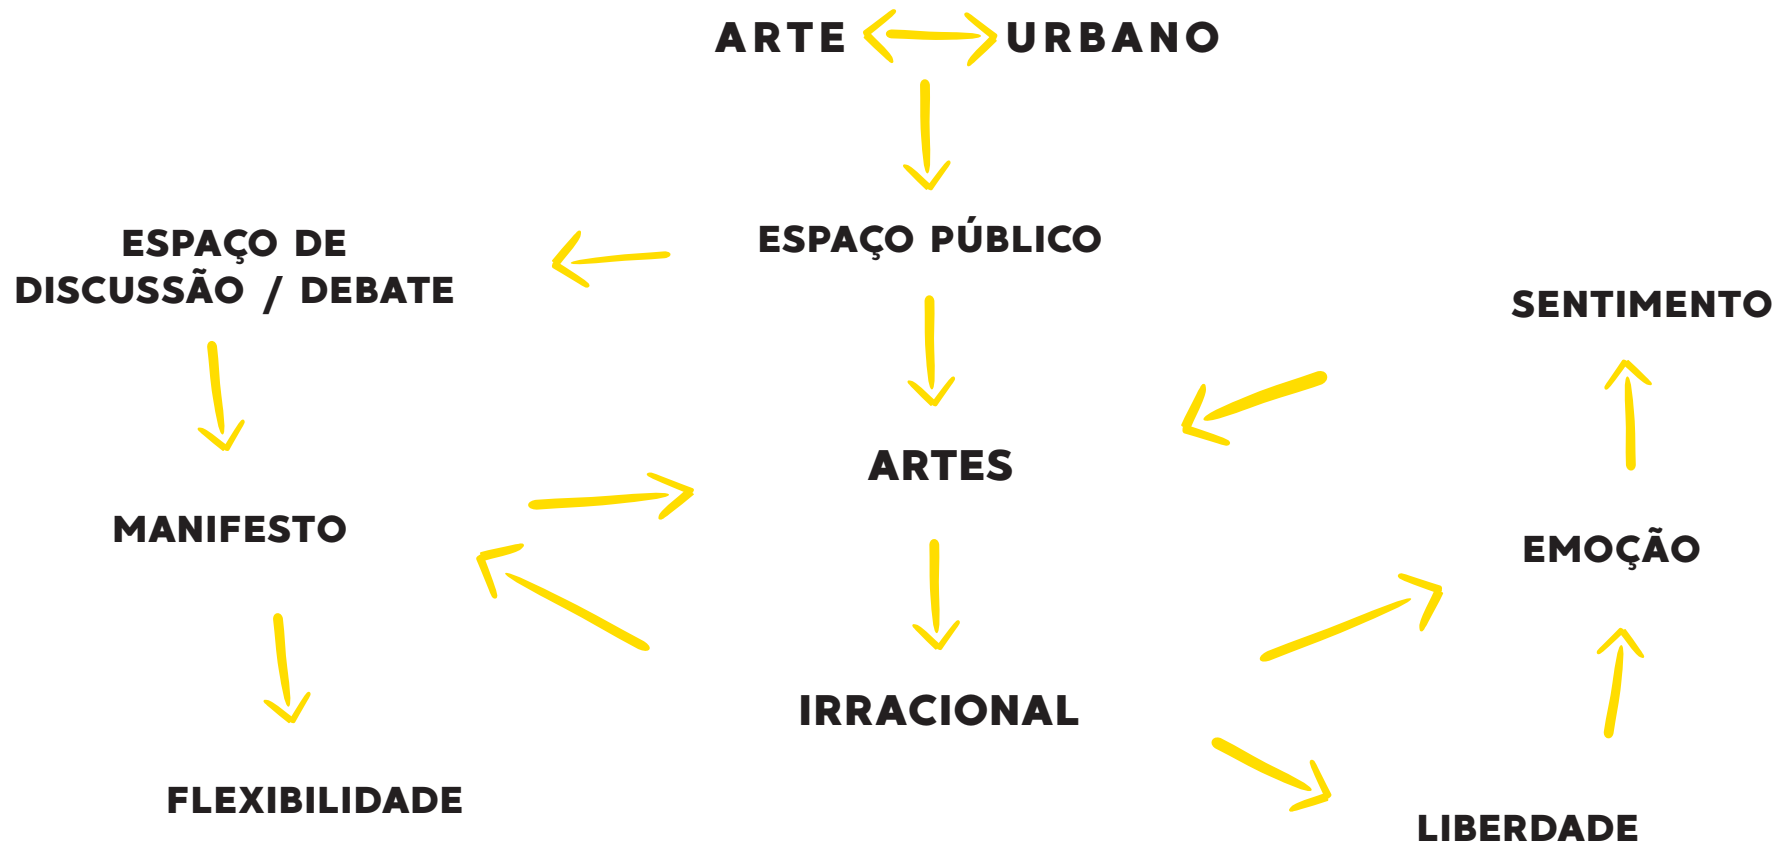 ARTE URBANO
ESPAÇO PÚBLICO
ESPAÇO DE
DISCUSSÃO / DEBATE
SENTIMENTO
ARTES
MANIFESTO
EMOÇÃO
IRRACIONAL
FLEXIBILIDADE
LIBERDADE